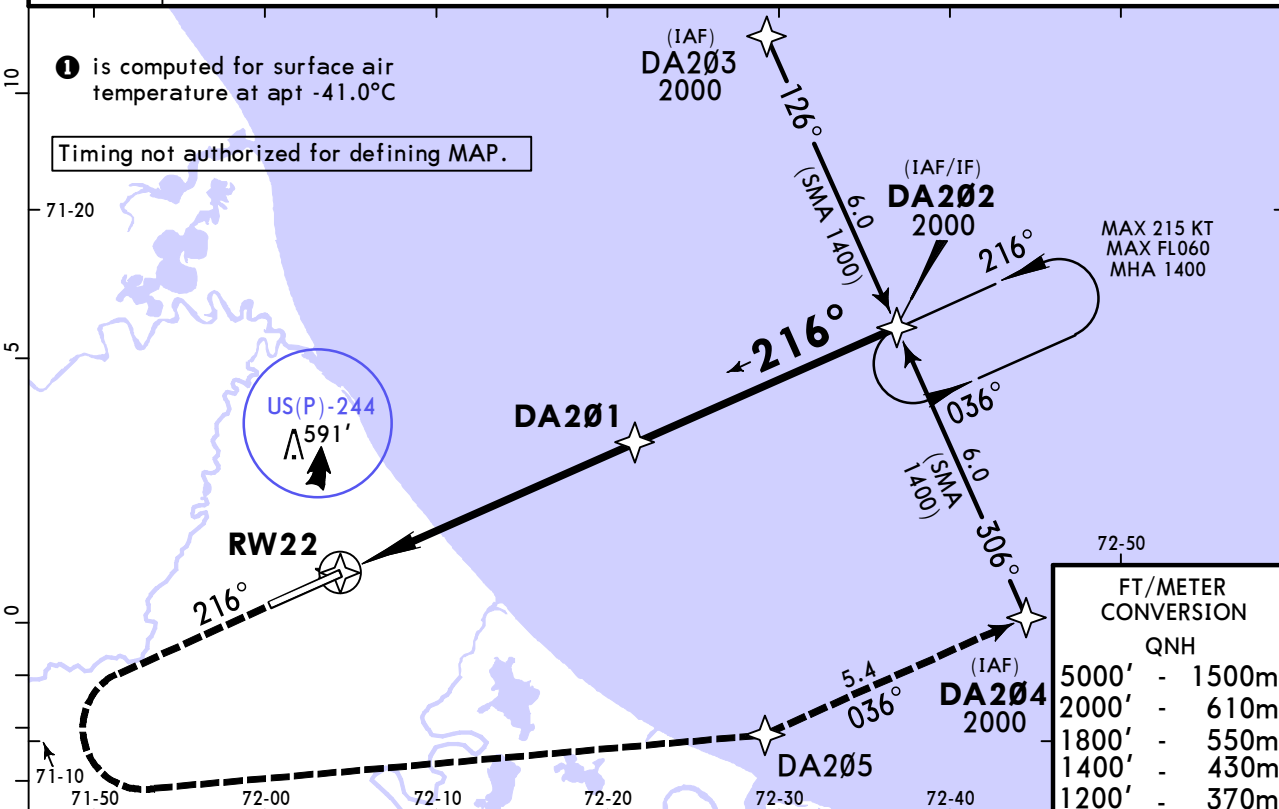 ❶ is computed for surface air
temperature at apt -41.0°C
Timing not authorized for defining MAP.
10
5
0
71-20
71-10
(IAF)
DA2Ø3
2000
126°
6.0
(SMA 1400)
(IAF/IF)
DA2Ø2
2000
216°
MAX 215 KT
MAX FL060
MHA 1400
216°
036°
US(P)-244
591'
DA2Ø1
6.0
(SMA
1400)
306°
RW22
216°
72-50
5.4
036°
(IAF)
DA2Ø4
2000
DA2Ø5
71-50
72-00
72-10
72-20
72-30
72-40
FT/METER
CONVERSION
QNH
5000' - 1500m
2000' - 610m
1800' - 550m
1400' - 430m
1200' - 370m